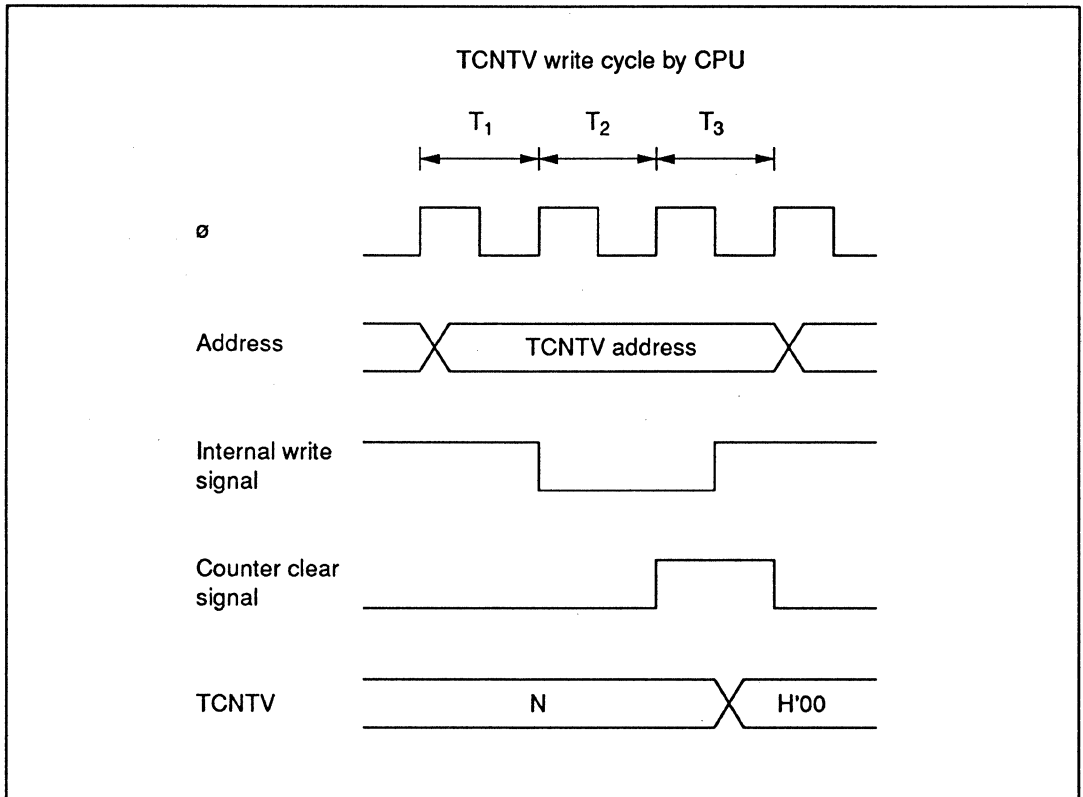 TCNTV write cycle by CPU
T₁ T₂ T₃
ø
Address
TCNTV address
Internal write
signal
Counter clear
signal
TCNTV
N
H'00